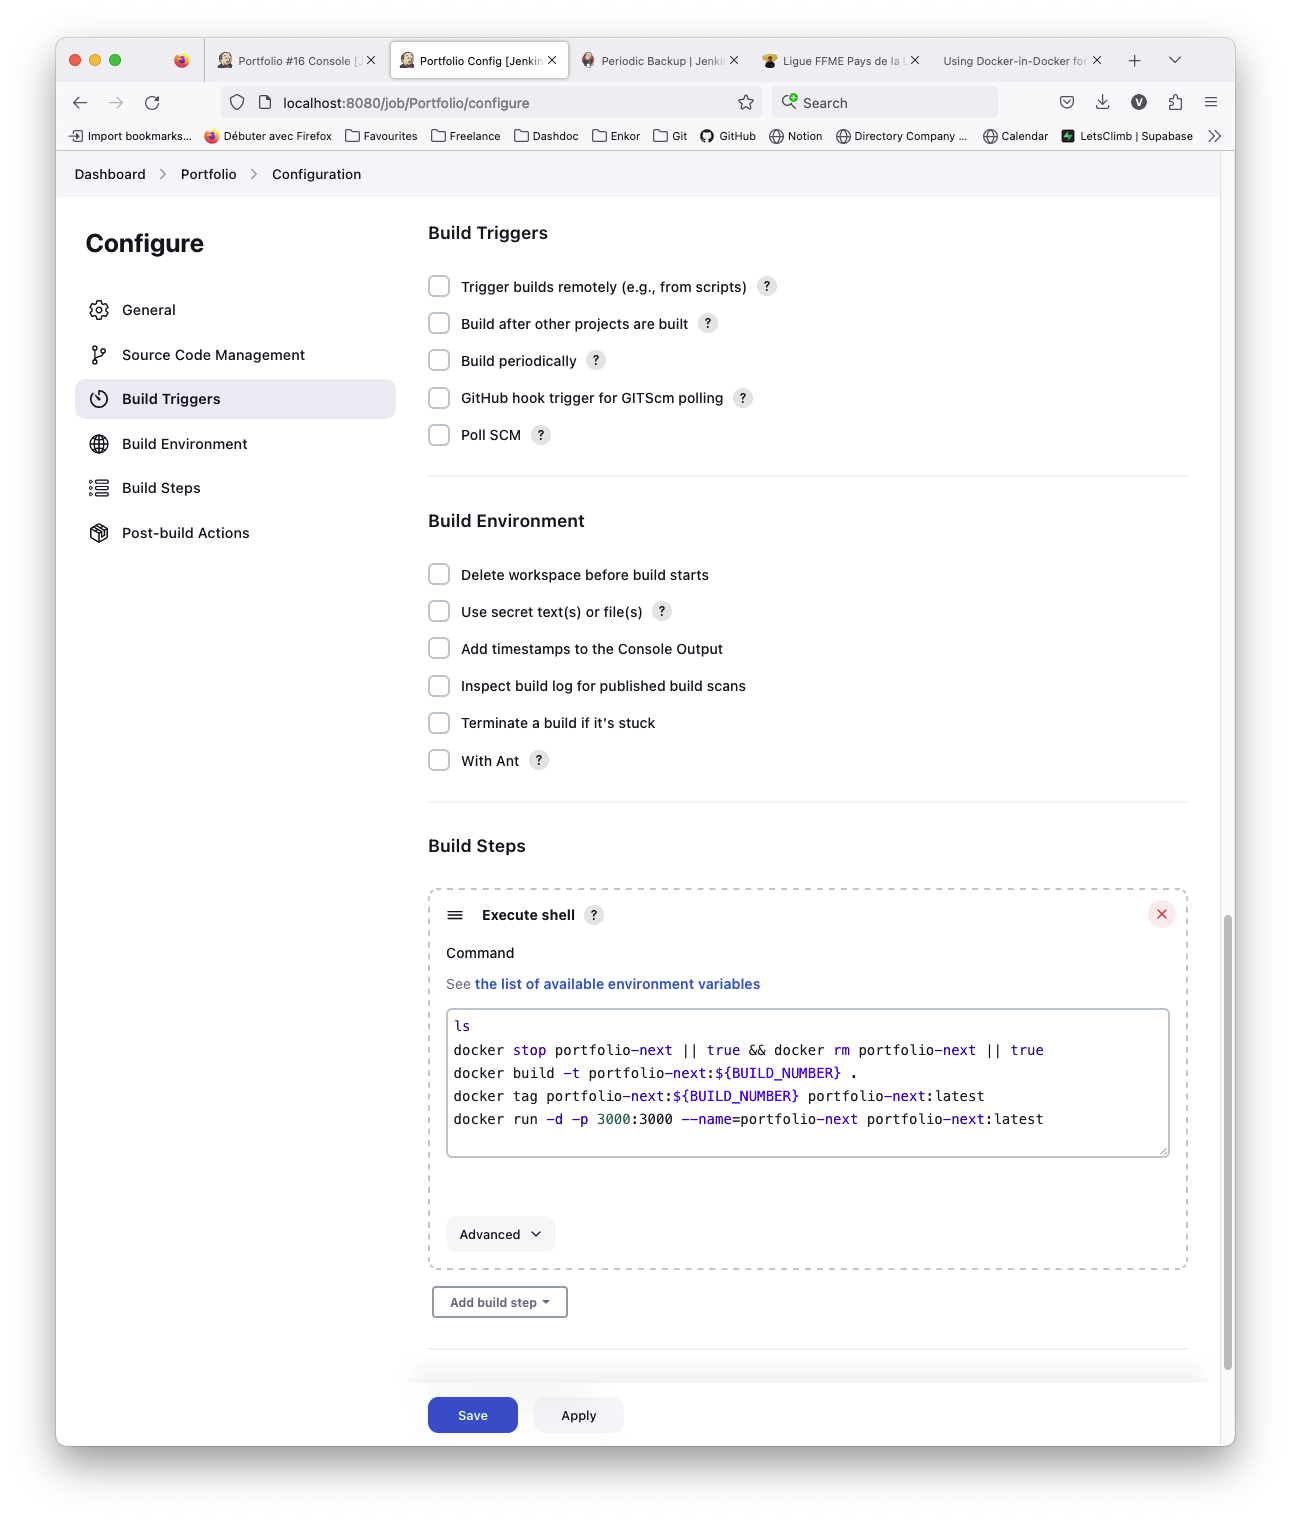 Portfolio #16 Console [J
Portfolio Config [Jenkin
Periodic Backup | Jenkin
Ligue FFME Pays de la L
Using Docker-in-Docker for
localhost:8080/job/Portfolio/configure
Search
V
Import bookmarks...
Débuter avec Firefox
Favourites
Freelance
Dashdoc
Enkor
Git
GitHub
Notion
Directory Company ...
Calendar
LetsClimb | Supabase
Dashboard > Portfolio > Configuration
Configure
General
Source Code Management
Build Triggers
Build Environment
Build Steps
Post-build Actions
Build Triggers
Trigger builds remotely (e.g., from scripts) ?
Build after other projects are built ?
Build periodically ?
GitHub hook trigger for GITScm polling ?
Poll SCM ?
Build Environment
Delete workspace before build starts
Use secret text(s) or file(s) ?
Add timestamps to the Console Output
Inspect build log for published build scans
Terminate a build if it's stuck
With Ant ?
Build Steps
Execute shell ?
Command
See the list of available environment variables
ls
docker stop portfolio-next || true && docker rm portfolio-next || true
docker build -t portfolio-next:${BUILD_NUMBER} .
docker tag portfolio-next:${BUILD_NUMBER} portfolio-next:latest
docker run -d -p 3000:3000 --name=portfolio-next portfolio-next:latest
Advanced
Add build step
Save
Apply